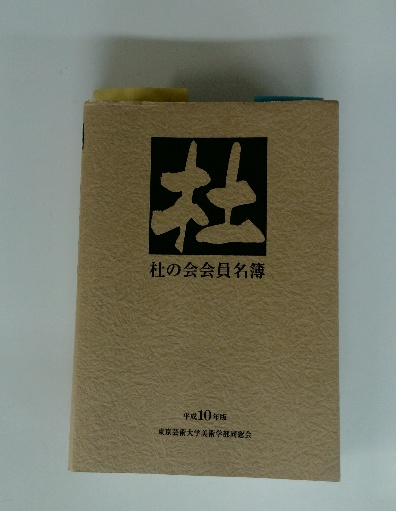 杜
杜の会会員名簿
平成10年版
東京芸術大学美術学部同窓会